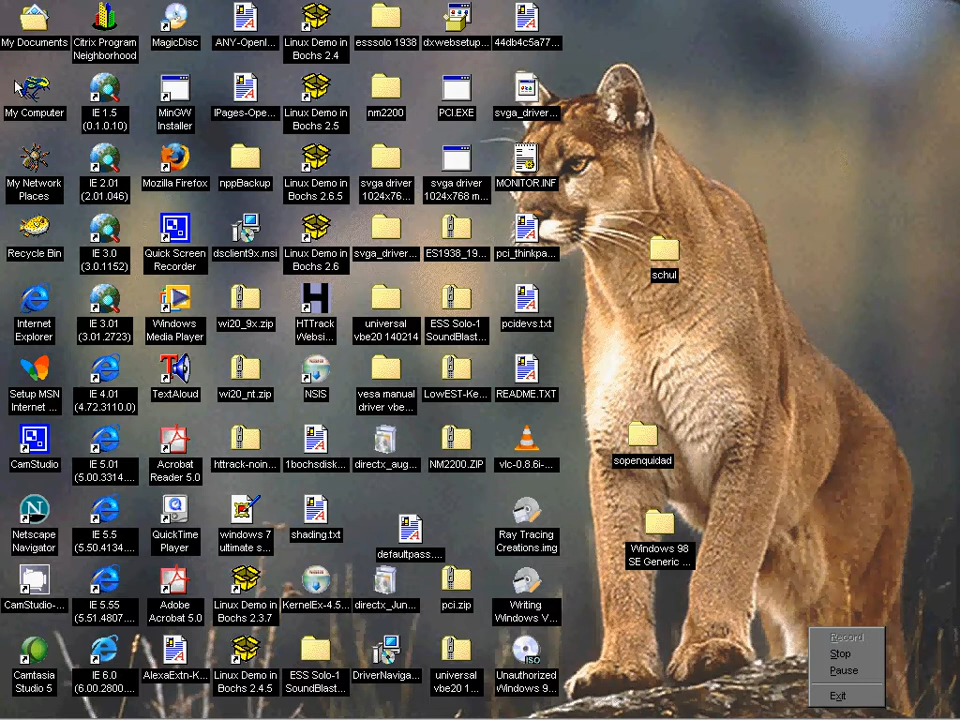 My Documents
Citrix Program
Neighborhood
MagicDisc
ANY-OpenI...
Linux Demo in
Bochs 2.4
esssolo 1938
dxwebsetup...
44db4c5a77...
My Computer
IE 1.5
(0.1.0.10)
MinGW
Installer
IPages-Ope...
Linux Demo in
Bochs 2.5
nm2200
PCI.EXE
svga_driver...
My Network
Places
IE 2.01
(2.01.046)
Mozilla Firefox
nppBackup
Linux Demo in
Bochs 2.6.5
svga driver
1024x76...
svga driver
1024x768 m...
MONITOR.INF
Recycle Bin
IE 3.0
(3.0.1152)
Quick Screen
Recorder
dsclient9x.msi
Linux Demo in
Bochs 2.6
svga_driver...
ES1938_19...
pci_thinkpa...
schul
Internet
Explorer
IE 3.01
(3.01.2723)
Windows
Media Player
wi20_9x.zip
HTTrack
Websi...
universal
vbe20 140214
ESS Solo-1
SoundBlast...
pcidevs.txt
Setup MSN
Internet ...
IE 4.01
(4.72.3110.0)
TextAloud
wi20_nt.zip
NSIS
vesa manual
driver vbe...
LowEST-Ke...
README.TXT
CamStudio
IE 5.01
(5.00.3314....
Acrobat
Reader 5.0
httrack-noin...
1bochsdisk...
directx_aug...
NM2200.ZIP
vlc-0.8.6i-...
sopenquidad
Netscape
Navigator
IE 5.5
(5.50.4134....
QuickTime
Player
windows 7
ultimate s...
shading.txt
defaultpass....
Ray Tracing
Creations.img
Windows 98
SE Generic ...
CamStudio-...
IE 5.55
(5.51.4807....
Adobe
Acrobat 5.0
Linux Demo in
Bochs 2.3.7
KernelEx-4.5...
directx_Jun...
pci.zip
Writing
Windows V...
Camtasia
Studio 5
IE 6.0
(6.00.2800....
AlexaExtn-K...
Linux Demo in
Bochs 2.4.5
ESS Solo-1
SoundBlast...
DriverNaviga...
universal
vbe20 1...
ISO
Unauthorized
Windows 9...
Record
Stop
Pause
Exit